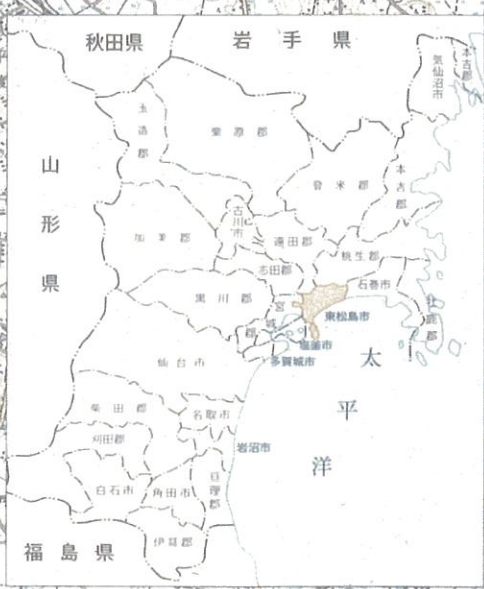 秋田県
岩手県
気仙沼市
本吉郡
玉造郡
栗原郡
山形県
登米郡
本吉郡
古川市
加美郡
遠田郡
桃生郡
志田郡
石巻市
黒川郡
宮城郡
牡鹿郡
東松島市
塩釜市
多賀城市
仙台市
太平洋
柴田郡
名取市
刈田郡
岩沼市
白石市
角田市
亘理郡
伊具郡
福島県